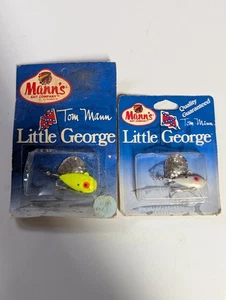 Mann's
BAIT COMPANY
Tom Mann
Little George
Mann's
BAIT COMPANY
Quality
Guaranteed
Tom Mann
Little George